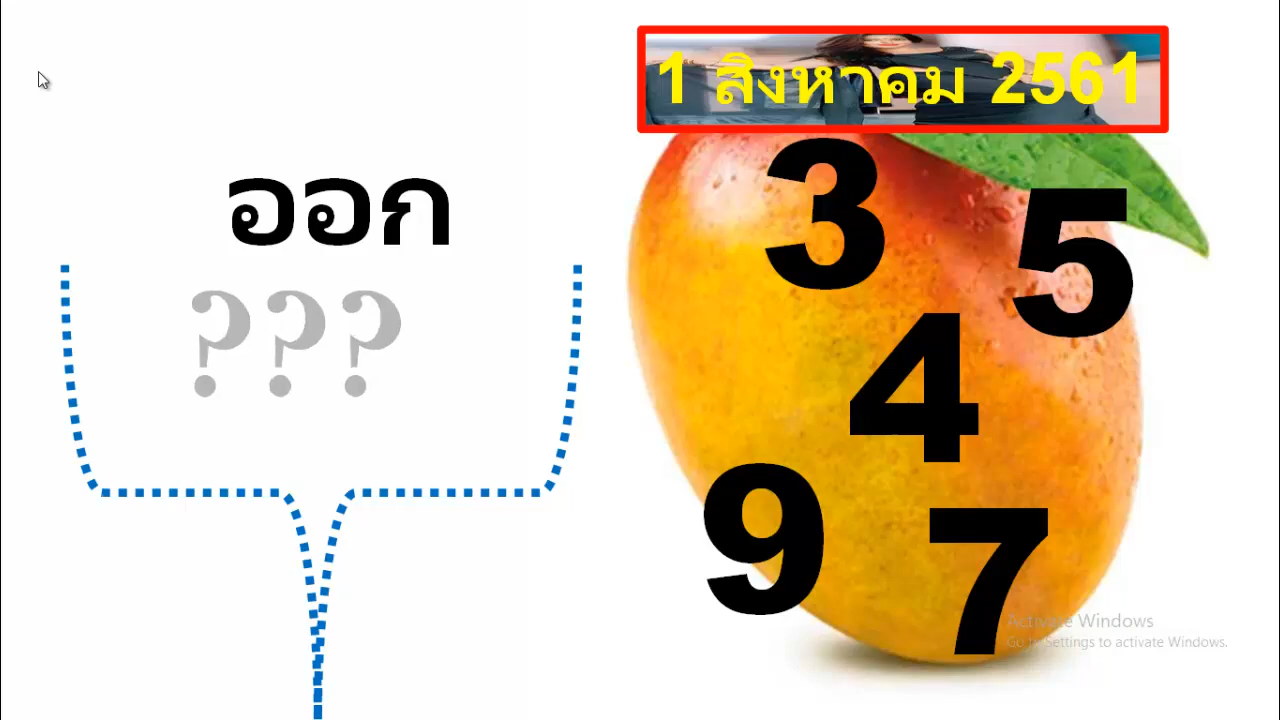 1 สิงหาคม 2561
ออก
???
3
5
4
9
7
Activate Windows
Go to Settings to activate Windows.